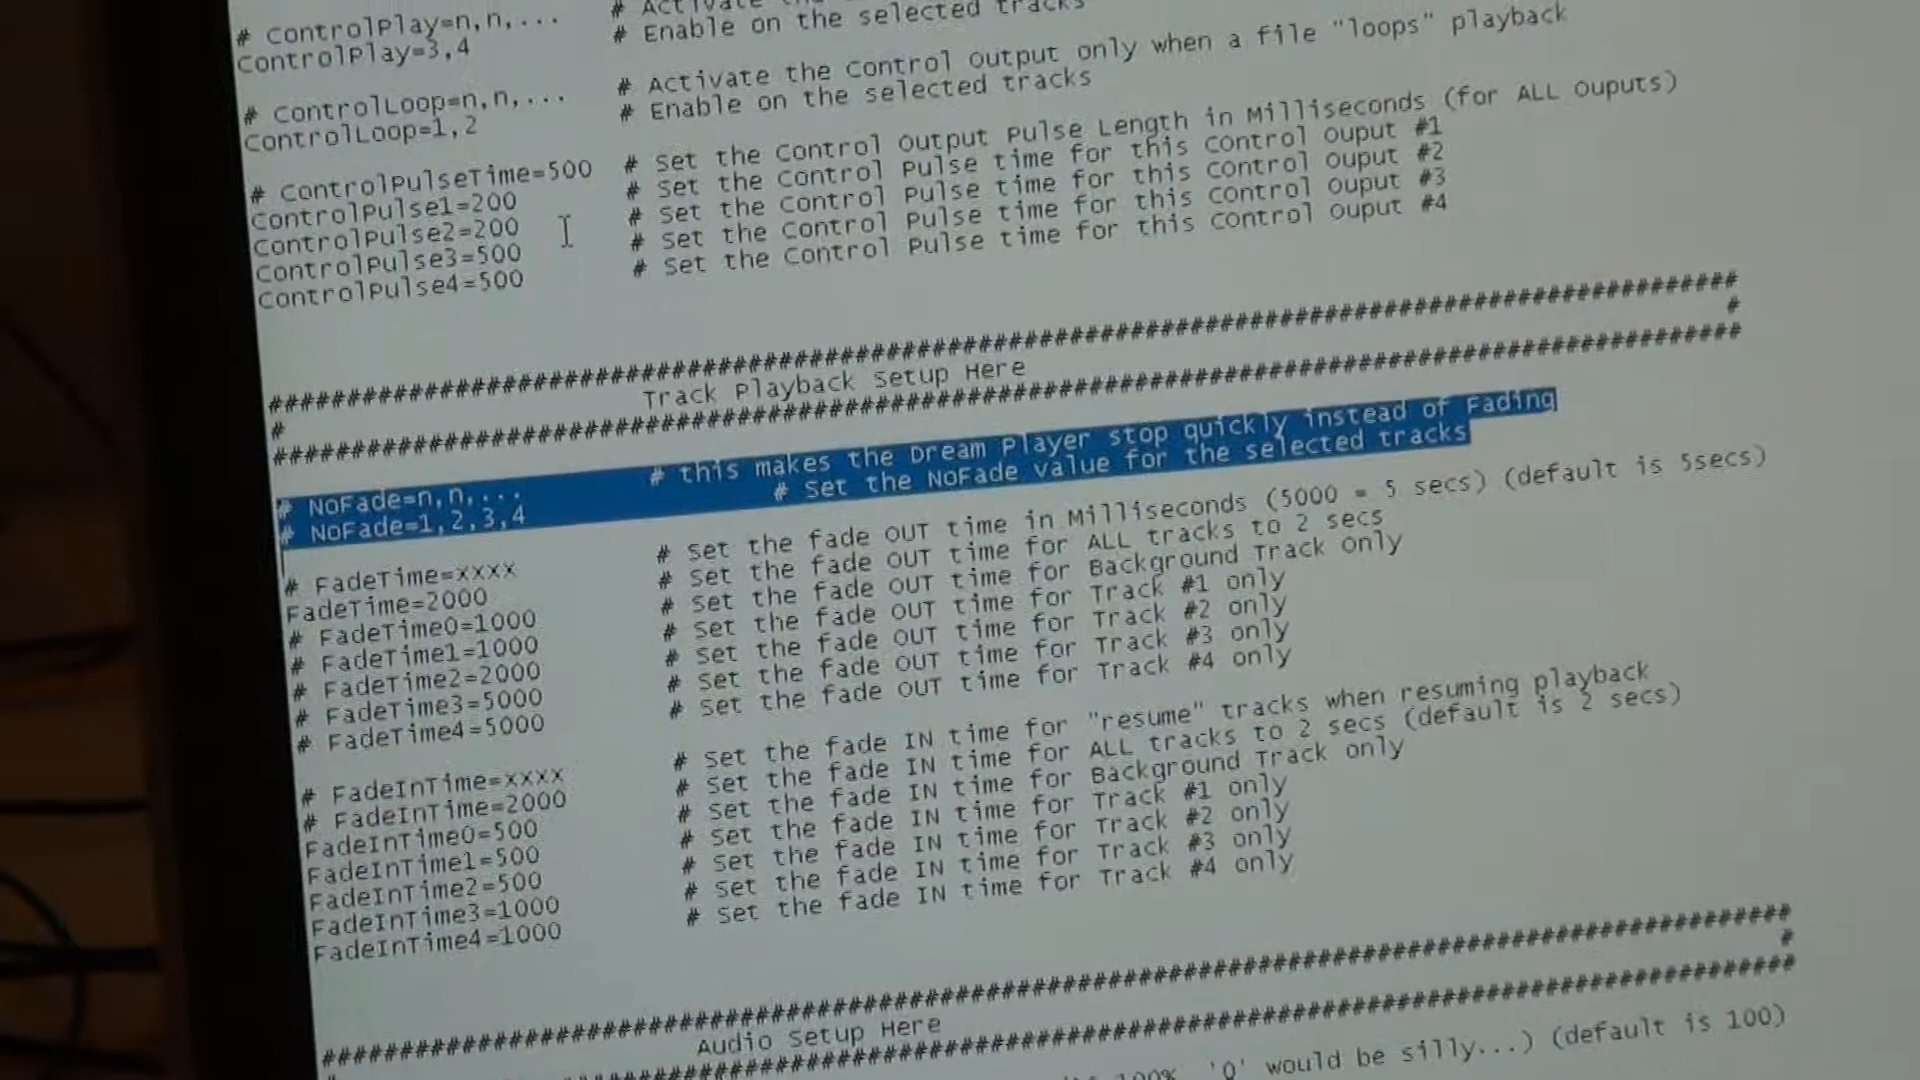 # Activate the
# ControlPlay=n,n,... # Enable on the selected tracks
ControlPlay=3,4
# Activate the Control Output only when a file "loops" playback
# ControlLoop=n,n,... # Enable on the selected tracks
ControlLoop=1,2
# ControlPulseTime=500 # Set the Control Output Pulse Length in Milliseconds (for ALL Ouputs)
ControlPulse1=200 # Set the Control Pulse time for this Control Ouput #1
ControlPulse2=200 # Set the Control Pulse time for this Control Ouput #2
ControlPulse3=500 # Set the Control Pulse time for this Control Ouput #3
ControlPulse4=500 # Set the Control Pulse time for this Control Ouput #4
# Track Playback Setup Here #
# this makes the Dream Player stop quickly instead of Fading
# NoFade=n,n,... # Set the NoFade value for the selected tracks
# NoFade=1,2,3,4
# FadeTime=xxxx # Set the fade OUT time in Milliseconds (5000 = 5 secs) (default is 5secs)
FadeTime=2000 # Set the fade OUT time for ALL tracks to 2 secs
# FadeTime0=1000 # Set the fade OUT time for Background Track only
# FadeTime1=1000 # Set the fade OUT time for Track #1 only
# FadeTime2=2000 # Set the fade OUT time for Track #2 only
# FadeTime3=5000 # Set the fade OUT time for Track #3 only
# FadeTime4=5000 # Set the fade OUT time for Track #4 only
# FadeInTime=xxxx # Set the fade IN time for "resume" tracks when resuming playback
# FadeInTime=2000 # Set the fade IN time for ALL tracks to 2 secs (default is 2 secs)
FadeInTime0=500 # Set the fade IN time for Background Track only
FadeInTime1=500 # Set the fade IN time for Track #1 only
FadeInTime2=500 # Set the fade IN time for Track #2 only
FadeInTime3=1000 # Set the fade IN time for Track #3 only
FadeInTime4=1000 # Set the fade IN time for Track #4 only
Audio Setup Here #
100% '0' would be silly...) (default is 100)